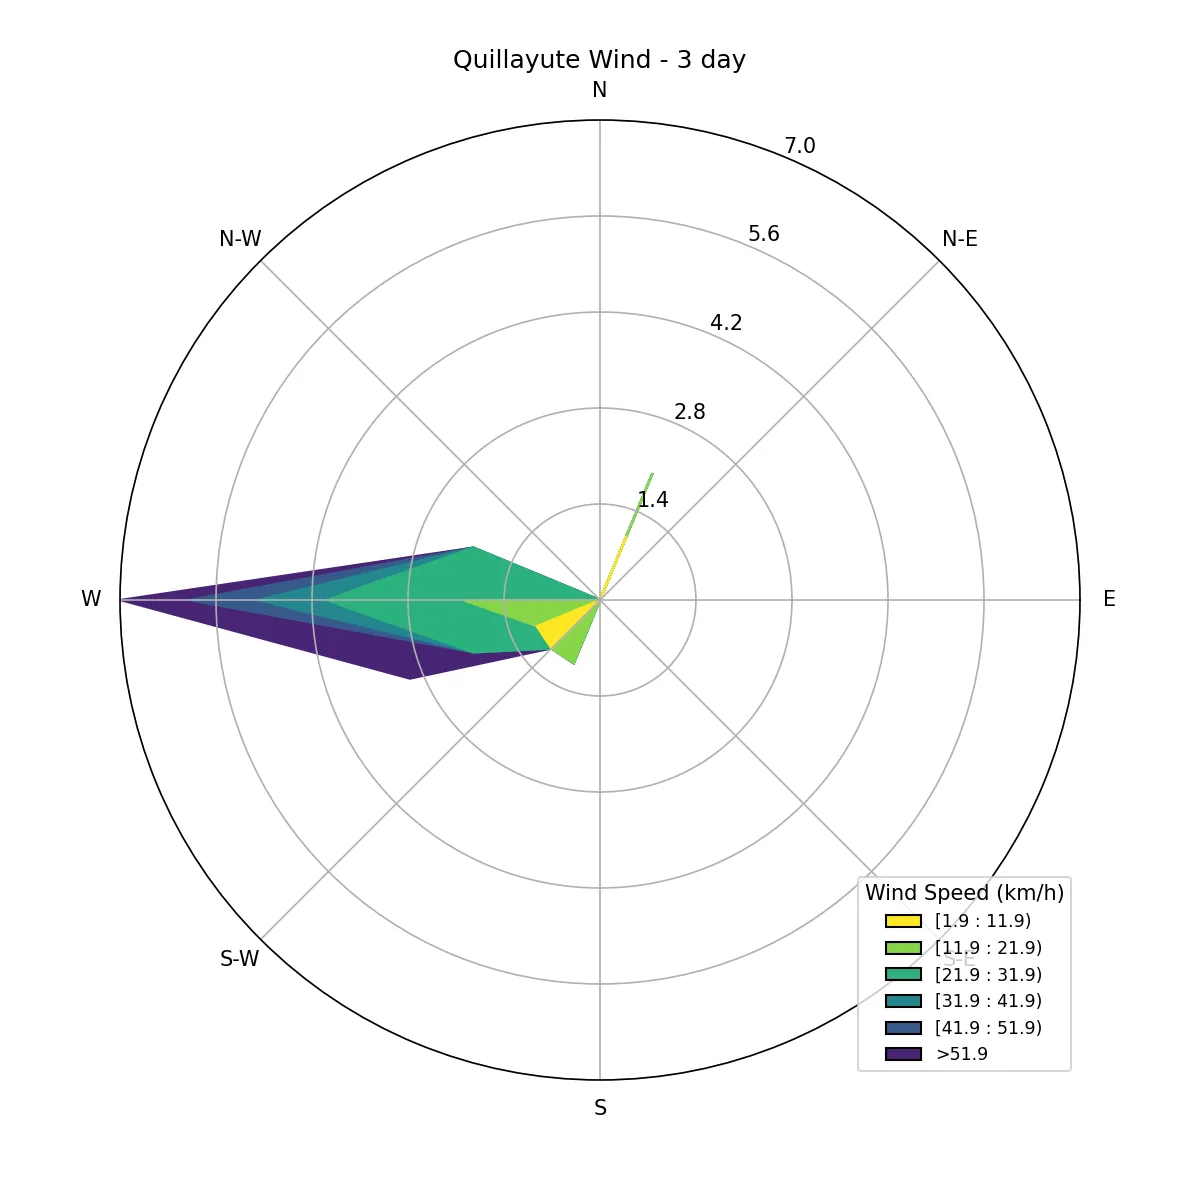 Quillayute Wind - 3 day
N
7.0
N-W
5.6
N-E
4.2
2.8
1.4
W
E
S-W
S-E
S
Wind Speed (km/h)
[1.9 : 11.9)
[11.9 : 21.9)
[21.9 : 31.9)
[31.9 : 41.9)
[41.9 : 51.9)
>51.9